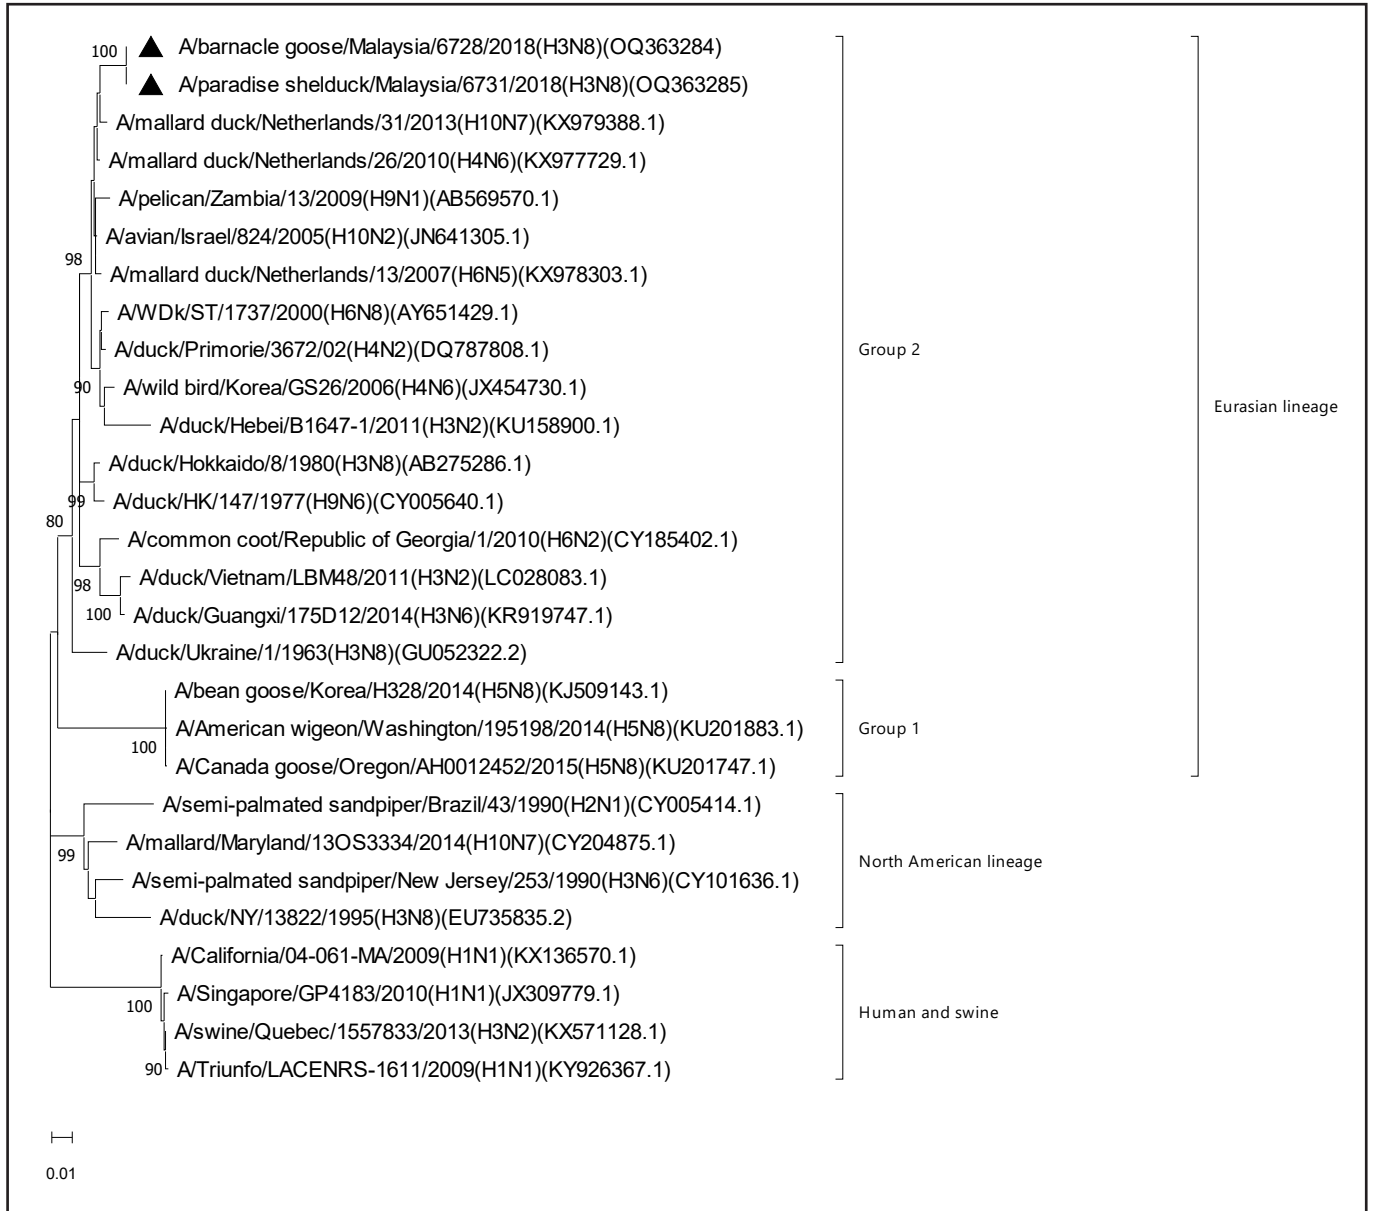 100
A/barnacle goose/Malaysia/6728/2018(H3N8)(OQ363284)
A/paradise shelduck/Malaysia/6731/2018(H3N8)(OQ363285)
A/mallard duck/Netherlands/31/2013(H10N7)(KX979388.1)
A/mallard duck/Netherlands/26/2010(H4N6)(KX977729.1)
A/pelican/Zambia/13/2009(H9N1)(AB569570.1)
A/avian/Israel/824/2005(H10N2)(JN641305.1)
98
A/mallard duck/Netherlands/13/2007(H6N5)(KX978303.1)
A/WDk/ST/1737/2000(H6N8)(AY651429.1)
A/duck/Primorie/3672/02(H4N2)(DQ787808.1)
Group 2
90
A/wild bird/Korea/GS26/2006(H4N6)(JX454730.1)
Eurasian lineage
A/duck/Hebei/B1647-1/2011(H3N2)(KU158900.1)
A/duck/Hokkaido/8/1980(H3N8)(AB275286.1)
99
A/duck/HK/147/1977(H9N6)(CY005640.1)
80
A/common coot/Republic of Georgia/1/2010(H6N2)(CY185402.1)
98
A/duck/Vietnam/LBM48/2011(H3N2)(LC028083.1)
100
A/duck/Guangxi/175D12/2014(H3N6)(KR919747.1)
A/duck/Ukraine/1/1963(H3N8)(GU052322.2)
A/bean goose/Korea/H328/2014(H5N8)(KJ509143.1)
A/American wigeon/Washington/195198/2014(H5N8)(KU201883.1)
Group 1
100
A/Canada goose/Oregon/AH0012452/2015(H5N8)(KU201747.1)
A/semi-palmated sandpiper/Brazil/43/1990(H2N1)(CY005414.1)
A/mallard/Maryland/13OS3334/2014(H10N7)(CY204875.1)
99
North American lineage
A/semi-palmated sandpiper/New Jersey/253/1990(H3N6)(CY101636.1)
A/duck/NY/13822/1995(H3N8)(EU735835.2)
A/California/04-061-MA/2009(H1N1)(KX136570.1)
100
A/Singapore/GP4183/2010(H1N1)(JX309779.1)
Human and swine
A/swine/Quebec/1557833/2013(H3N2)(KX571128.1)
90
A/Triunfo/LACENRS-1611/2009(H1N1)(KY926367.1)
0.01